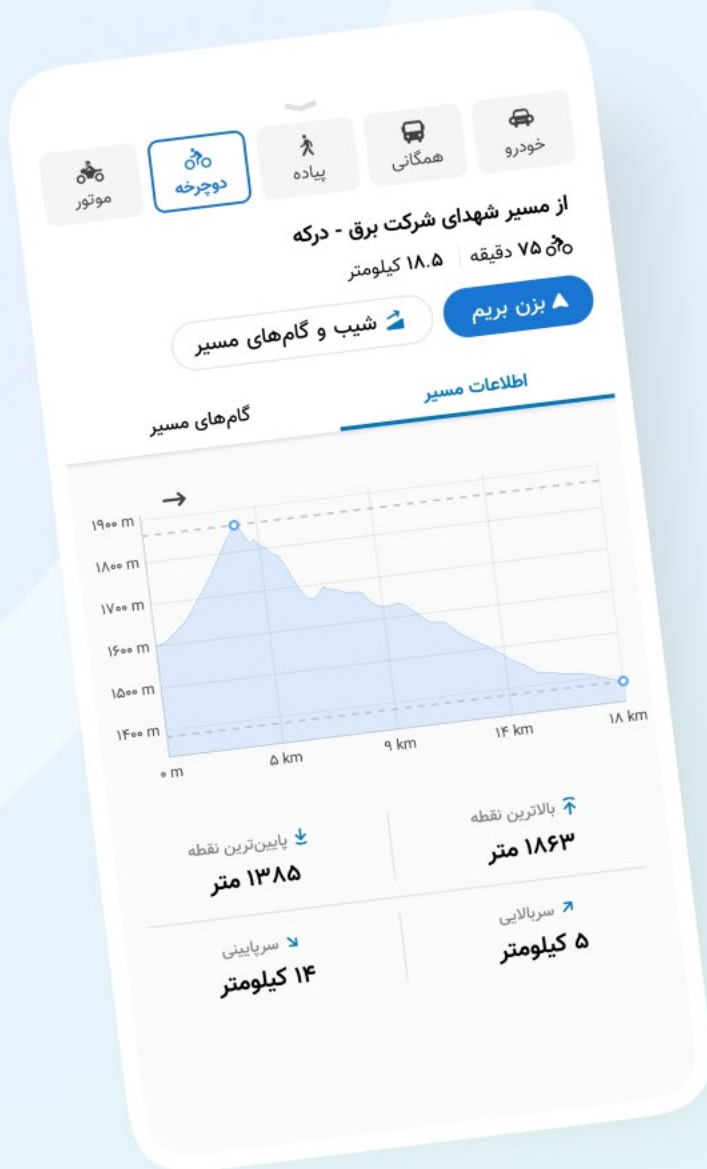 خودرو
همگانی
پیاده
دوچرخه
موتور
از مسیر شهدای شرکت برق - درکه
۷۵ دقیقه | ۱۸.۵ کیلومتر
بزن بریم
شیب و گام‌های مسیر
اطلاعات مسیر
گام‌های مسیر
۱۹۰۰ m
۱۸۰۰ m
۱۷۰۰ m
۱۶۰۰ m
۱۵۰۰ m
۱۴۰۰ m
۰ m
۵ km
۹ km
۱۴ km
۱۸ km
بالاترین نقطه
۱۸۶۳ متر
پایین‌ترین نقطه
۱۳۸۵ متر
سربالایی
۵ کیلومتر
سرپایینی
۱۴ کیلومتر